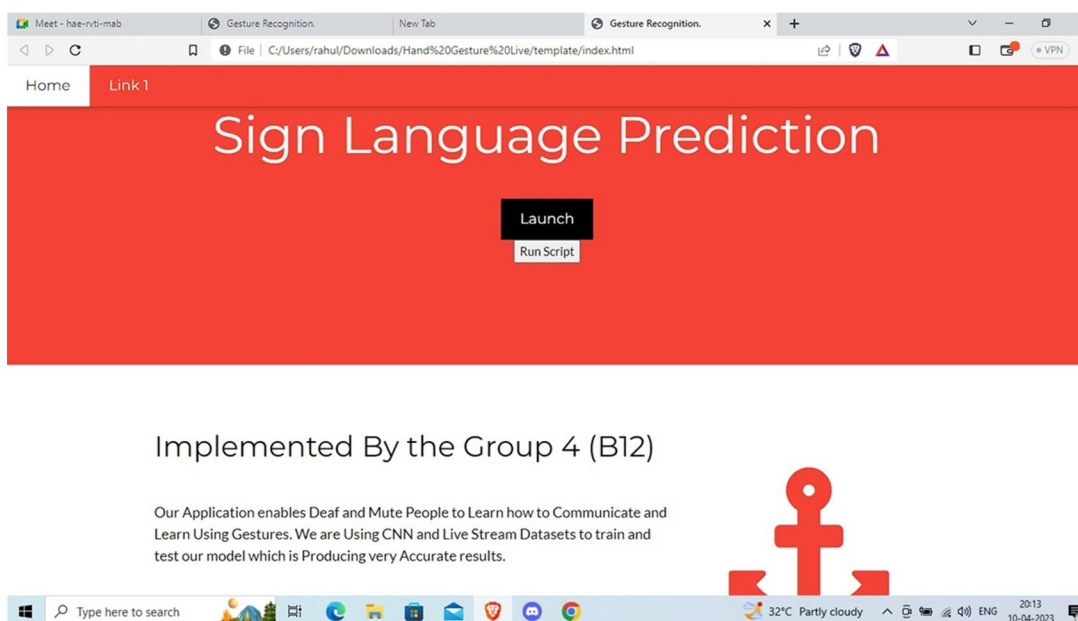 Meet - hae-rvti-mab
Gesture Recognition.
New Tab
Gesture Recognition.
File
C:/Users/rahul/Downloads/Hand%20Gesture%20Live/template/index.html
VPN
Home
Link 1
Sign Language Prediction
Launch
Run Script
Implemented By the Group 4 (B12)
Our Application enables Deaf and Mute People to Learn how to Communicate and
Learn Using Gestures. We are Using CNN and Live Stream Datasets to train and
test our model which is Producing very Accurate results.
Type here to search
32°C Partly cloudy
ENG
20:13
10-04-2023